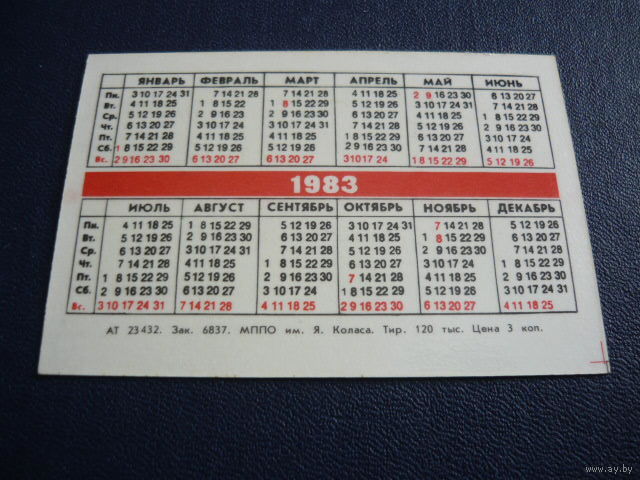 ЯНВАРЬ ФЕВРАЛЬ МАРТ АПРЕЛЬ МАЙ ИЮНЬ
Пн. 3 10 17 24 31 7 14 21 28 7 14 21 28 4 11 18 25 2 9 16 23 30 6 13 20 27
Вт. 4 11 18 25 1 8 15 22 1 8 15 22 29 5 12 19 26 3 10 17 24 31 7 14 21 28
Ср. 5 12 19 26 2 9 16 23 2 9 16 23 30 6 13 20 27 4 11 18 25 1 8 15 22 29
Чт. 6 13 20 27 3 10 17 24 3 10 17 24 31 7 14 21 28 5 12 19 26 2 9 16 23 30
Пт. 7 14 21 28 4 11 18 25 4 11 18 25 1 8 15 22 29 6 13 20 27 3 10 17 24
Сб. 1 8 15 22 29 5 12 19 26 5 12 19 26 2 9 16 23 30 7 14 21 28 4 11 18 25
Вс. 2 9 16 23 30 6 13 20 27 6 13 20 27 3 10 17 24 1 8 15 22 29 5 12 19 26
1983
ИЮЛЬ АВГУСТ СЕНТЯБРЬ ОКТЯБРЬ НОЯБРЬ ДЕКАБРЬ
Пн. 4 11 18 25 1 8 15 22 29 5 12 19 26 3 10 17 24 31 7 14 21 28 5 12 19 26
Вт. 5 12 19 26 2 9 16 23 30 6 13 20 27 4 11 18 25 1 8 15 22 29 6 13 20 27
Ср. 6 13 20 27 3 10 17 24 31 7 14 21 28 5 12 19 26 2 9 16 23 30 7 14 21 28
Чт. 7 14 21 28 4 11 18 25 1 8 15 22 29 6 13 20 27 3 10 17 24 1 8 15 22 29
Пт. 1 8 15 22 29 5 12 19 26 2 9 16 23 30 7 14 21 28 4 11 18 25 2 9 16 23 30
Сб. 2 9 16 23 30 6 13 20 27 3 10 17 24 1 8 15 22 29 5 12 19 26 3 10 17 24 31
Вс. 3 10 17 24 31 7 14 21 28 4 11 18 25 2 9 16 23 30 6 13 20 27 4 11 18 25
АТ 23432. Зак. 6837. МППО им. Я. Коласа. Тир. 120 тыс. Цена 3 коп.
www.ay.by